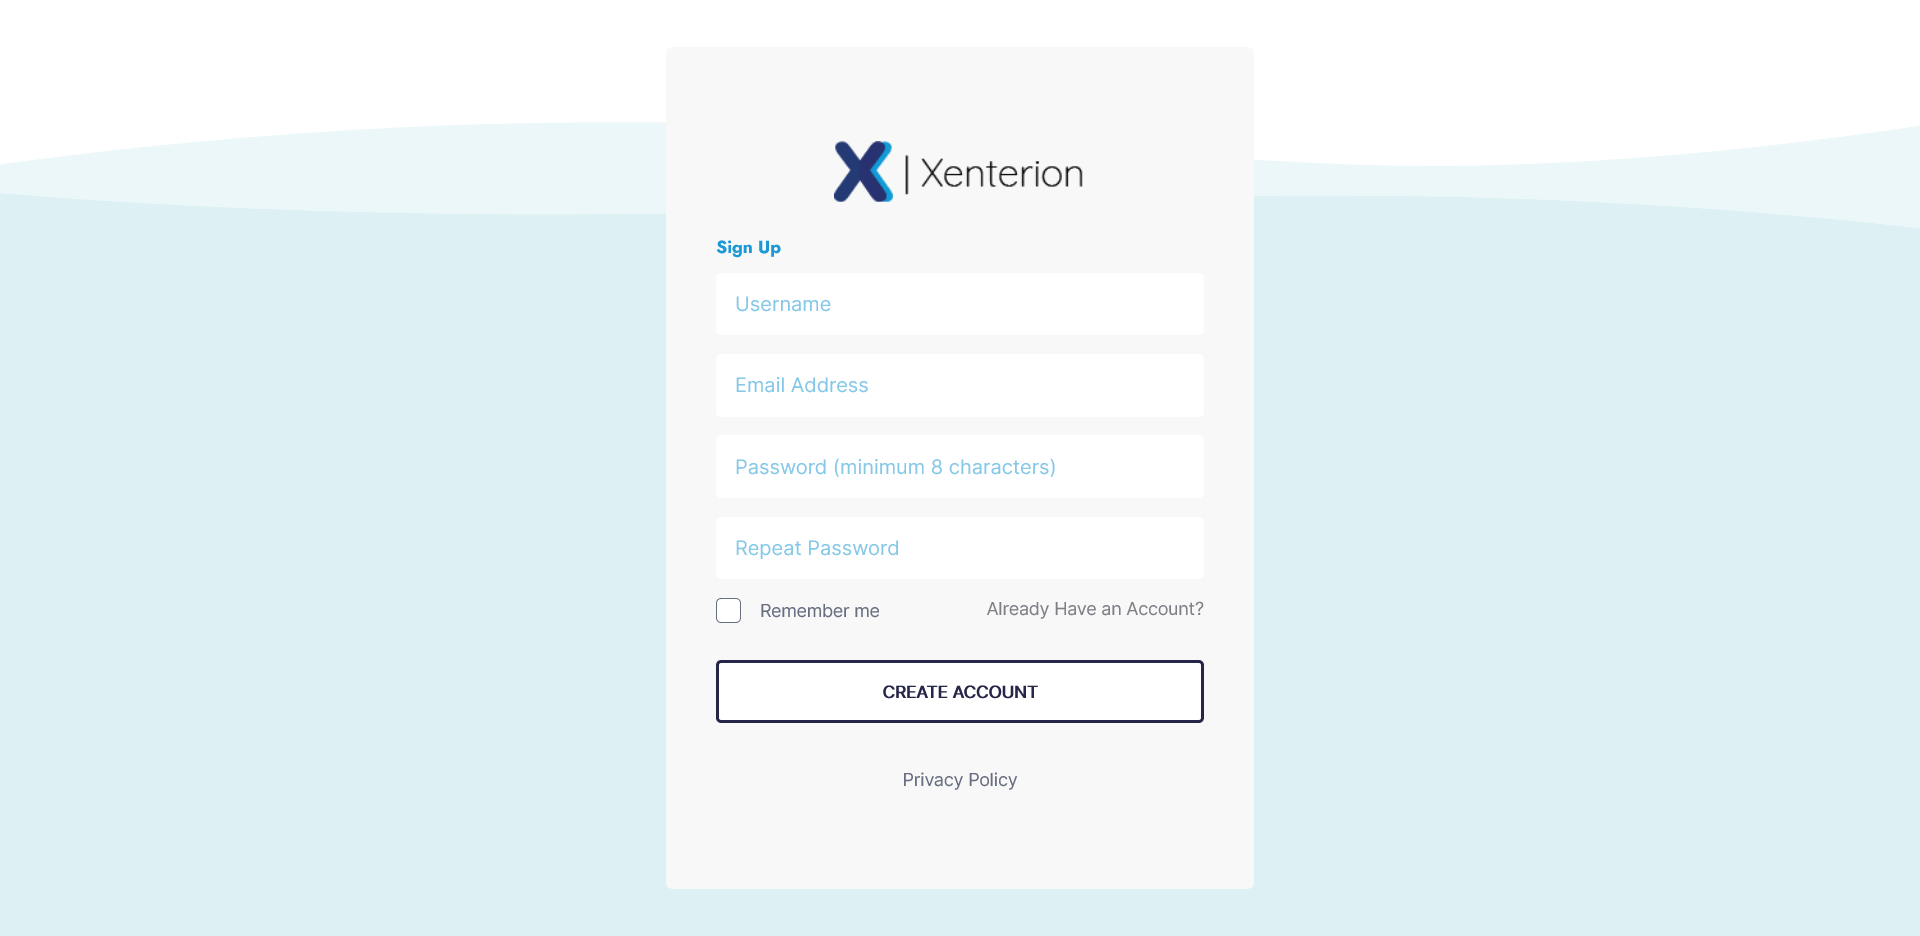 X | Xenterion
Sign Up
Username
Email Address
Password (minimum 8 characters)
Repeat Password
Remember me
Already Have an Account?
CREATE ACCOUNT
Privacy Policy